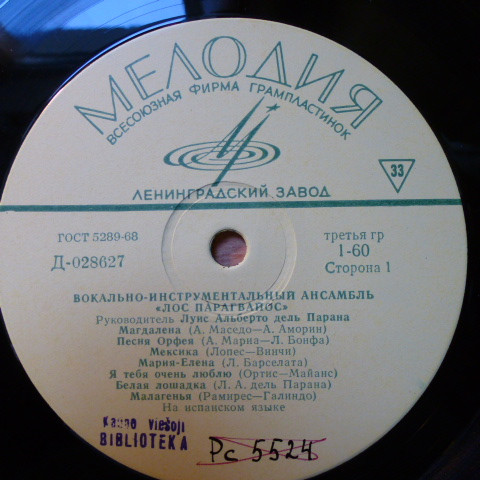 МЕЛОДИЯ
ВСЕСОЮЗНАЯ ФИРМА ГРАМПЛАСТИНОК
33
ЛЕНИНГРАДСКИЙ ЗАВОД
ГОСТ 5289-68
третья гр
Д-028627
1-60
Сторона 1
ВОКАЛЬНО-ИНСТРУМЕНТАЛЬНЫЙ АНСАМБЛЬ
«ЛОС ПАРАГВАЙОС»
Руководитель Луис Альберто дель Парана
Магдалена (А. Маседо—А. Аморин)
Песня Орфея (А. Мариа—Л. Бонфа)
Мексика (Лопес—Винчи)
Мария-Елена (Л. Барселата)
Я тебя очень люблю (Ортис—Майанс)
Белая лошадка (Л. А. дель Парана)
Малагенья (Рамирес—Галиндо)
На испанском языке
Kauno Viešoji
BIBLIOTEKA
Рс 5524